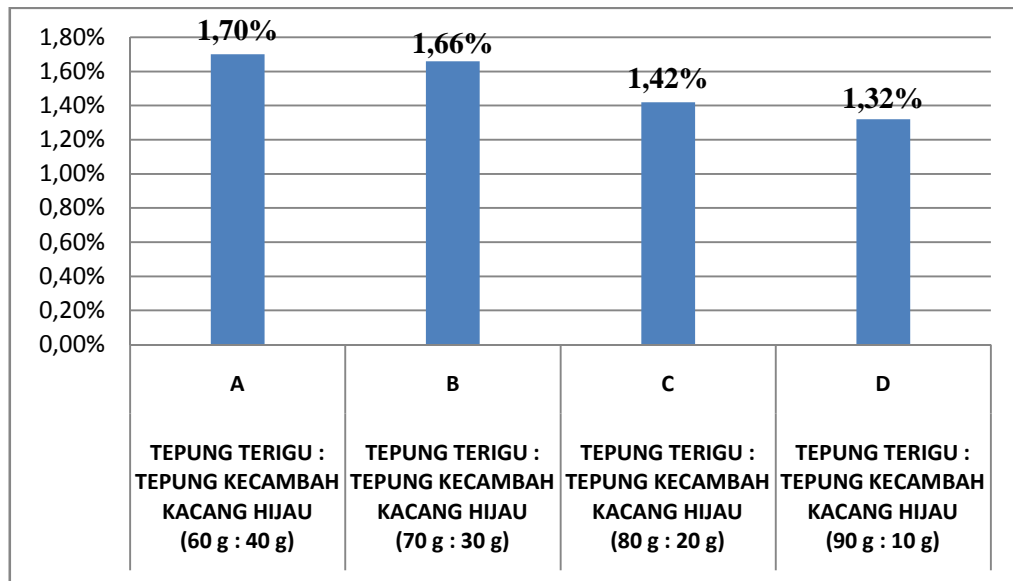 1,80%
1,60%
1,40%
1,20%
1,00%
0,80%
0,60%
0,40%
0,20%
0,00%
1,70%
1,66%
1,42%
1,32%
A
B
C
D
TEPUNG TERIGU :
TEPUNG KECAMBAH
KACANG HIJAU
(60 g : 40 g)
TEPUNG TERIGU :
TEPUNG KECAMBAH
KACANG HIJAU
(70 g : 30 g)
TEPUNG TERIGU :
TEPUNG KECAMBAH
KACANG HIJAU
(80 g : 20 g)
TEPUNG TERIGU :
TEPUNG KECAMBAH
KACANG HIJAU
(90 g : 10 g)